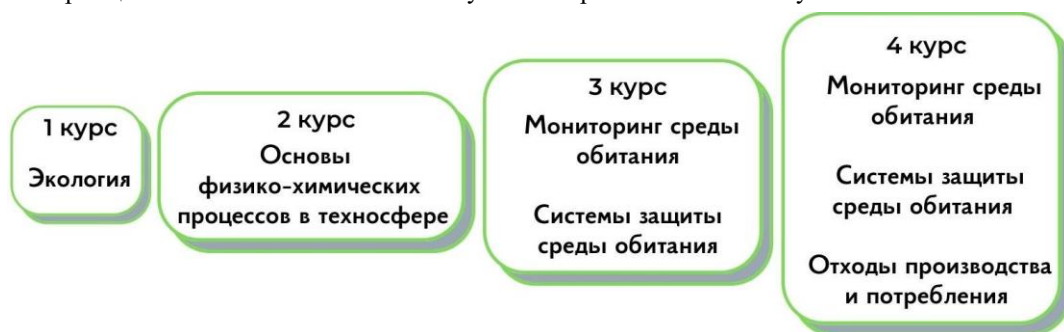 1 курс
Экология
2 курс
Основы
физико-химических
процессов в техносфере
3 курс
Мониторинг среды
обитания
Системы защиты
среды обитания
4 курс
Мониторинг среды
обитания
Системы защиты
среды обитания
Отходы производства
и потребления